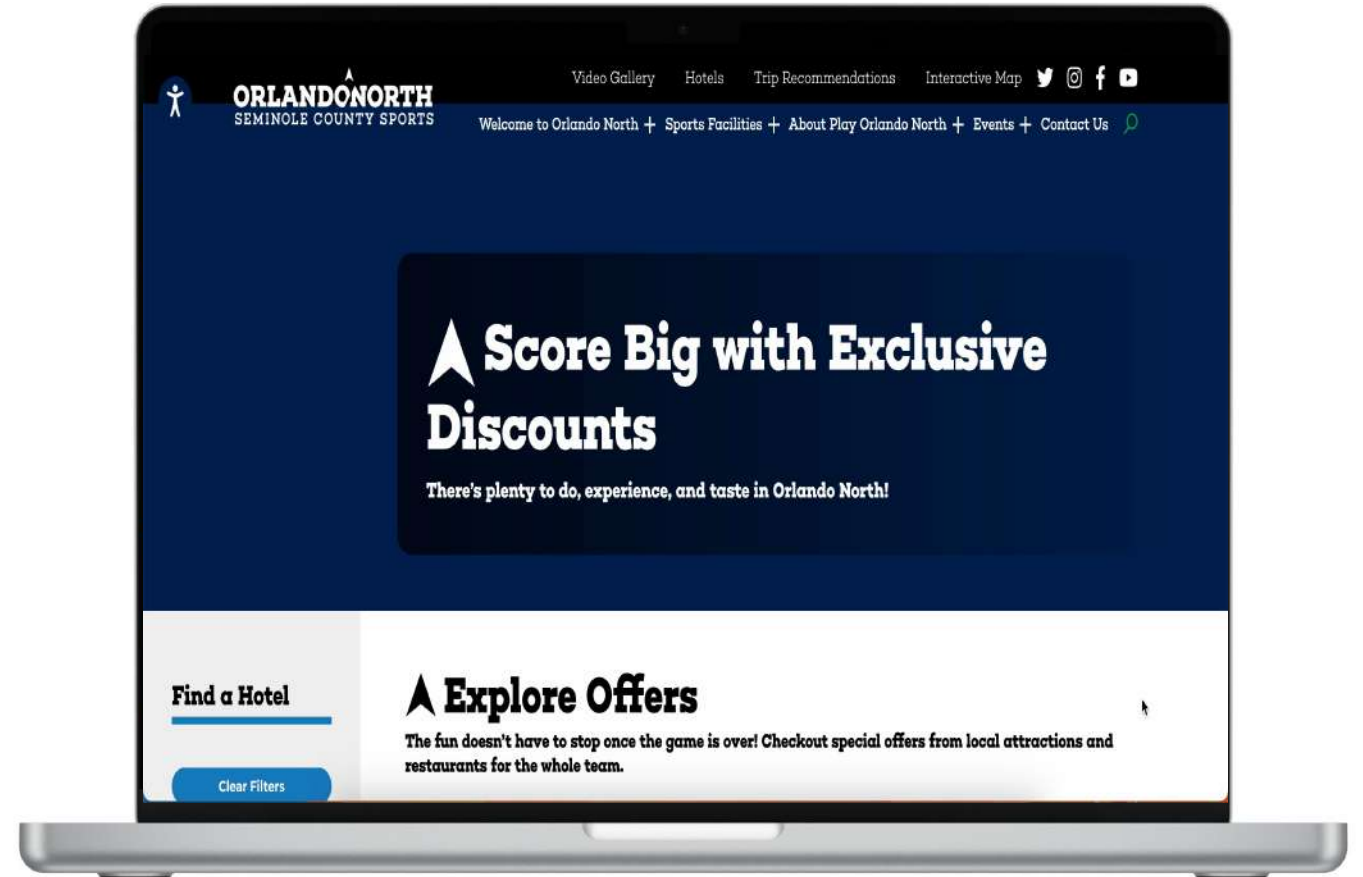 Video Gallery Hotels Trip Recommendations Interactive Map
ORLANDONORTH
SEMINOLE COUNTY SPORTS
Welcome to Orlando North + Sports Facilities + About Play Orlando North + Events + Contact Us
Score Big with Exclusive
Discounts
There's plenty to do, experience, and taste in Orlando North!
Find a Hotel
Clear Filters
Explore Offers
The fun doesn't have to stop once the game is over! Checkout special offers from local attractions and
restaurants for the whole team.